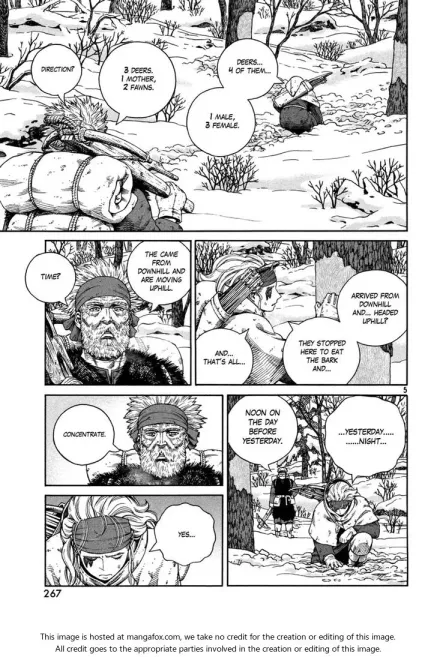 DEERS...
4 OF THEM...
3 DEERS.
1 MOTHER,
2 FAWNS.
DIRECTION?
1 MALE,
3 FEMALE.
ARRIVED FROM
DOWNHILL
AND... HEADED
UPHILL?
THEY STOPPED
HERE TO EAT
THE BARK
AND...
AND...
THAT'S ALL...
THE CAME
FROM
DOWNHILL AND
ARE MOVING
UPHILL.
TIME?
5
...YESTERDAY.....
......NIGHT...
NOON ON
THE DAY
BEFORE
YESTERDAY.
CONCENTRATE.
YES...
267
This image is hosted at mangafox.com, we take no credit for the creation or editing of this image.
All credit goes to the appropriate parties involved in the creation or editing of this image.